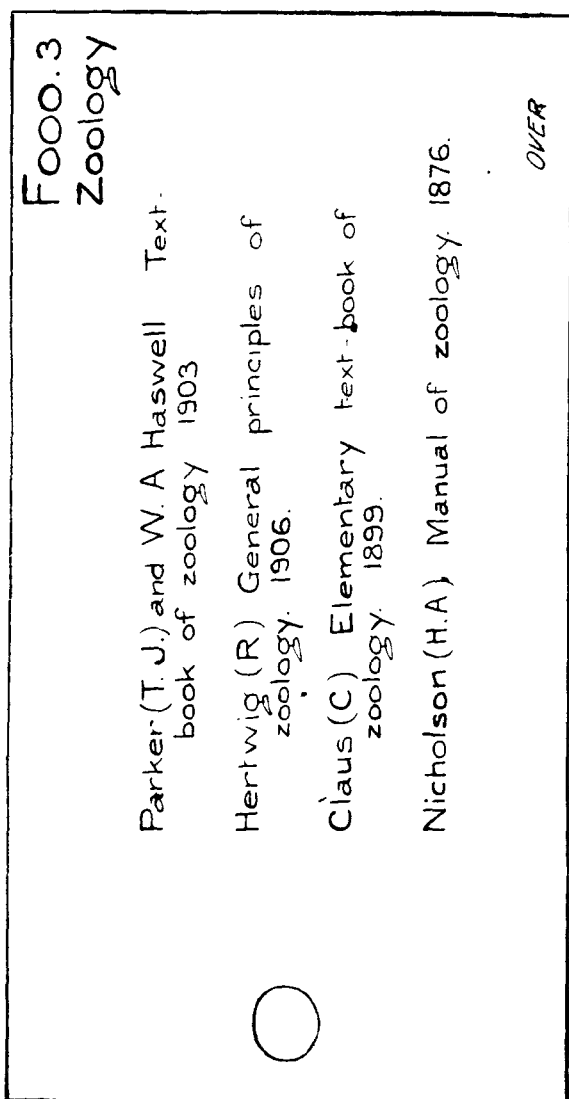 F000.3
Zoology
Parker (T. J.) and W. A Haswell Text-
book of zoology 1903
Hertwig (R) General principles of
zoology. 1906.
Claus (C) Elementary text-book of
zoology. 1899.
Nicholson (H.A), Manual of zoology. 1876.
OVER